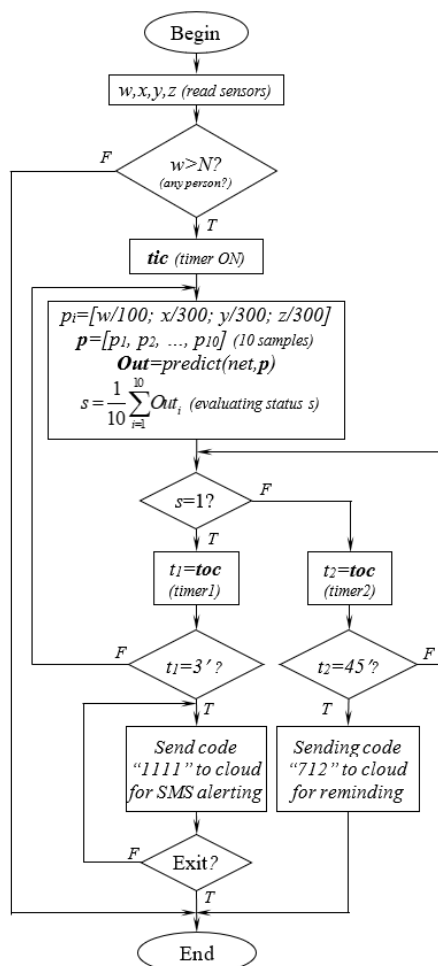 Begin
w,x,y,z (read sensors)
F
w>N?
(any person?)
T
tic (timer ON)
pi=[w/100; x/300; y/300; z/300]
p=[p1, p2, ..., p10] (10 samples)
Out=predict(net,p)
s = 1/10 ∑_{i=1}^{10} Outi (evaluating status s)
s=1?
F
T
t1=toc
(timer1)
t2=toc
(timer2)
F
t1=3′?
t2=45′?
F
T
T
Send code
“1111” to cloud
for SMS alerting
Sending code
“712” to cloud
for reminding
F
Exit?
T
End